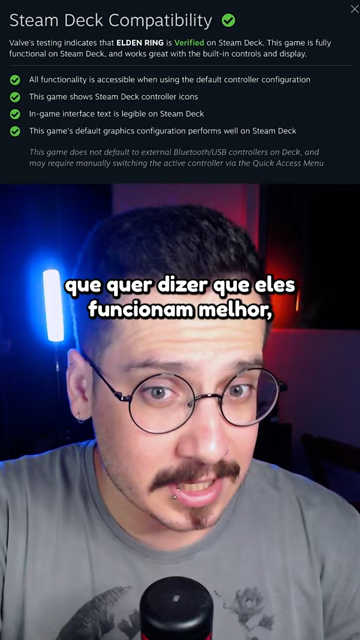 Steam Deck Compatibility
Valve's testing indicates that ELDEN RING is Verified on Steam Deck. This game is fully
functional on Steam Deck, and works great with the built-in controls and display.
All functionality is accessible when using the default controller configuration
This game shows Steam Deck controller icons
In-game interface text is legible on Steam Deck
This game's default graphics configuration performs well on Steam Deck
This game does not default to external Bluetooth/USB controllers on Deck, and
may require manually switching the active controller via the Quick Access Menu
que quer dizer que eles
funcionam melhor,